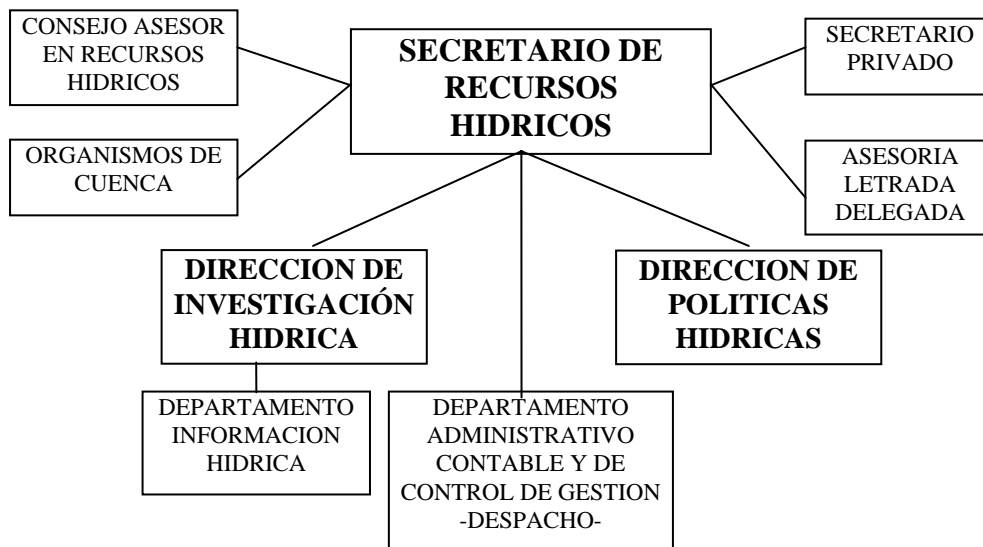 CONSEJO ASESOR
EN RECURSOS
HIDRICOS
SECRETARIO DE
RECURSOS
HIDRICOS
SECRETARIO
PRIVADO
ORGANISMOS DE
CUENCA
ASESORIA
LETRADA
DELEGADA
DIRECCION DE
INVESTIGACIÓN
HIDRICA
DIRECCION DE
POLITICAS
HIDRICAS
DEPARTAMENTO
INFORMACION
HIDRICA
DEPARTAMENTO
ADMINISTRATIVO
CONTABLE Y DE
CONTROL DE GESTION
-DESPACHO-